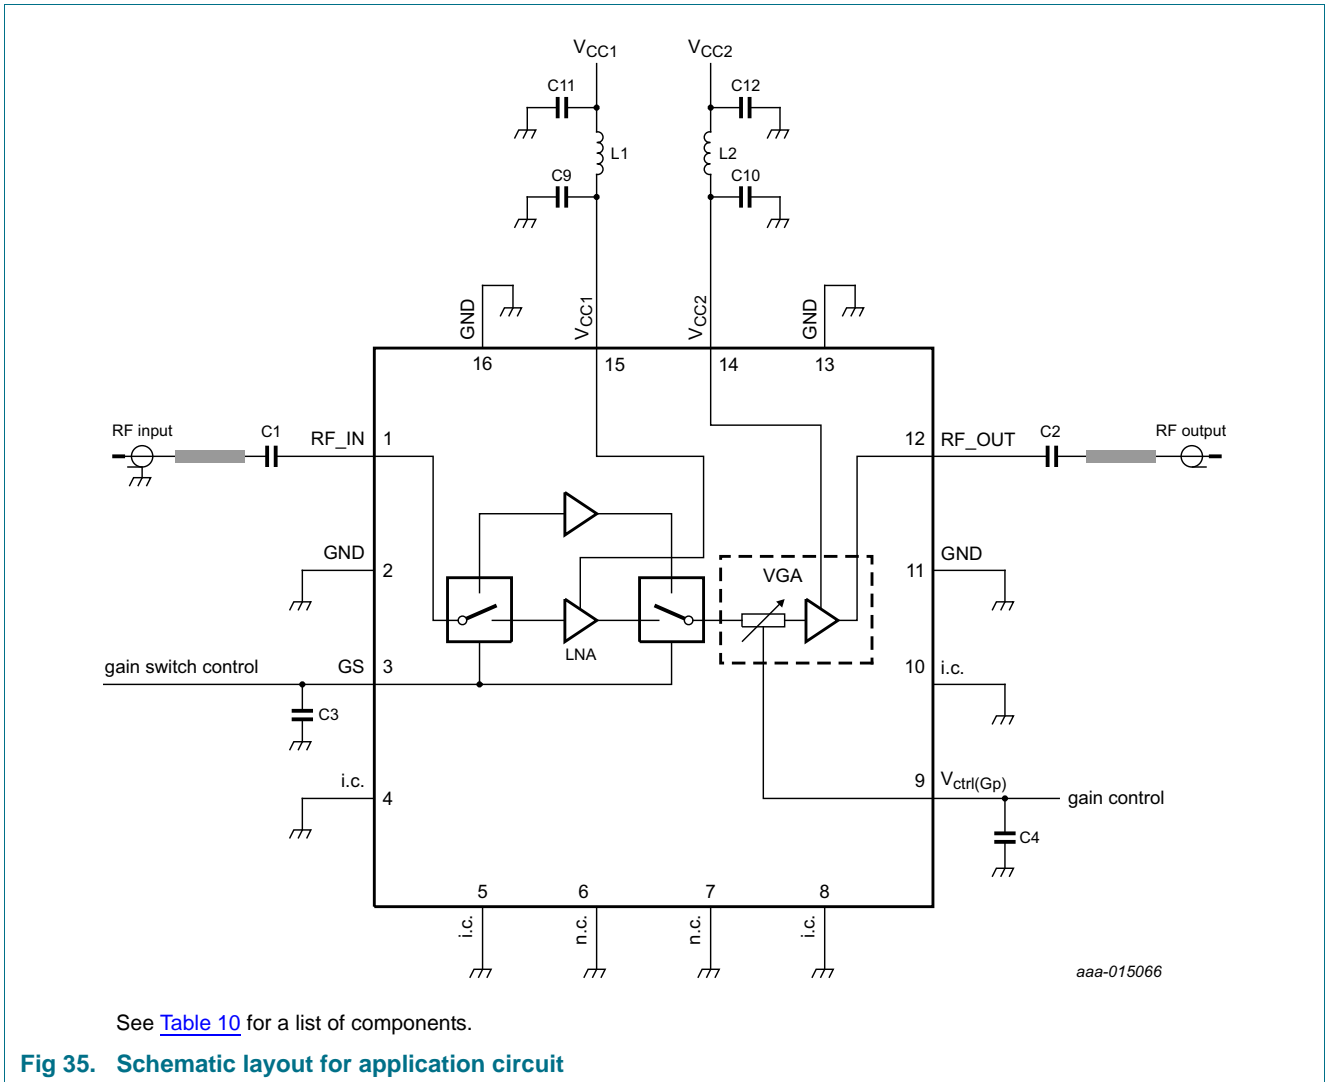 VCC1
VCC2
C11
C12
L1
L2
C9
C10
GND
VCC1
VCC2
GND
16
15
14
13
RF input
C1
RF_IN
1
12
RF_OUT
C2
RF output
GND
2
11
GND
VGA
LNA
gain switch control
GS
3
10
i.c.
C3
i.c.
4
9
Vctrl(Gp)
gain control
C4
5
6
7
8
i.c.
n.c.
n.c.
i.c.
aaa-015066
See Table 10 for a list of components.
Fig 35. Schematic layout for application circuit